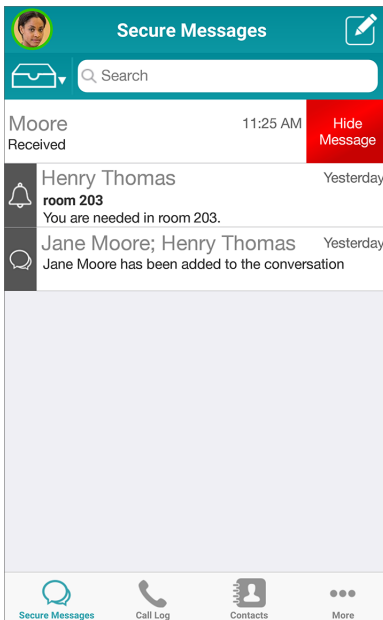 Secure Messages
Search
Moore 11:25 AM
Received
Hide
Message
Henry Thomas Yesterday
room 203
You are needed in room 203.
Jane Moore; Henry Thomas Yesterday
Jane Moore has been added to the conversation
Secure Messages Call Log Contacts More